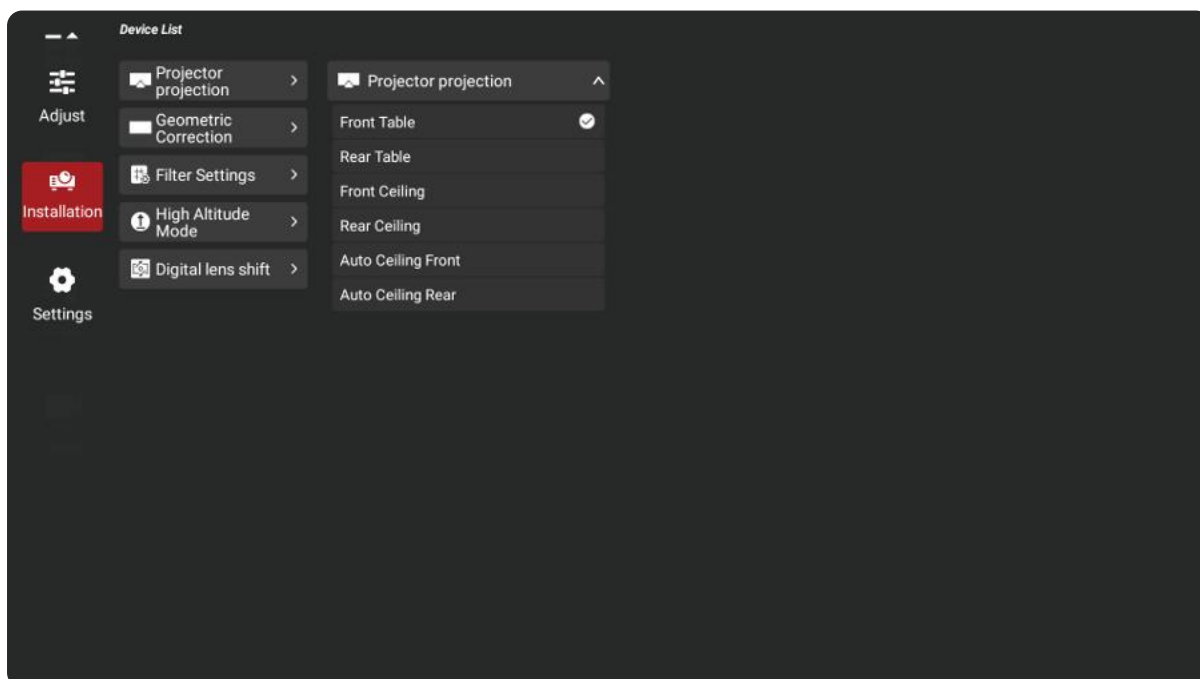 Device List
Adjust
Installation
Settings
Projector
projection
Geometric
Correction
Filter Settings
High Altitude
Mode
Digital lens shift
Projector projection
Front Table
Rear Table
Front Ceiling
Rear Ceiling
Auto Ceiling Front
Auto Ceiling Rear